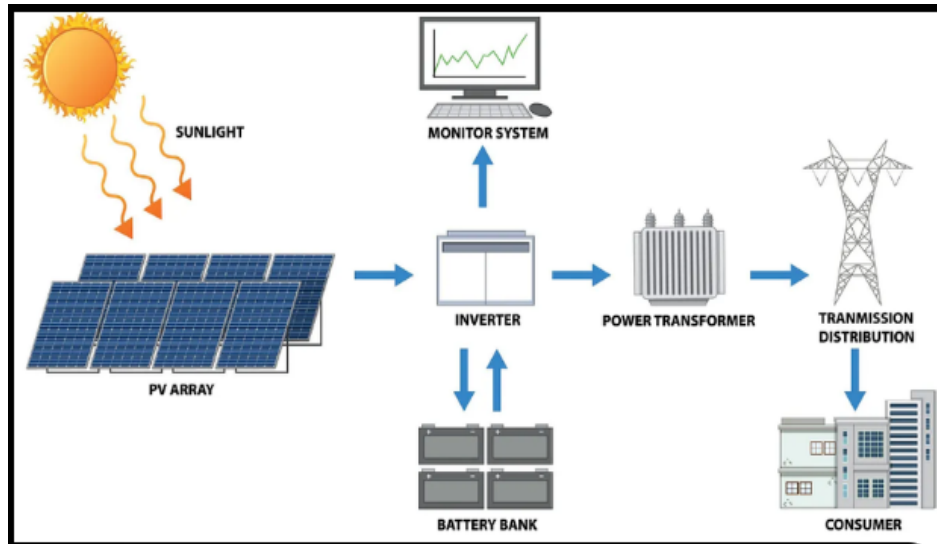 SUNLIGHT
MONITOR SYSTEM
PV ARRAY
INVERTER
POWER TRANSFORMER
TRANMISSION
DISTRIBUTION
BATTERY BANK
CONSUMER